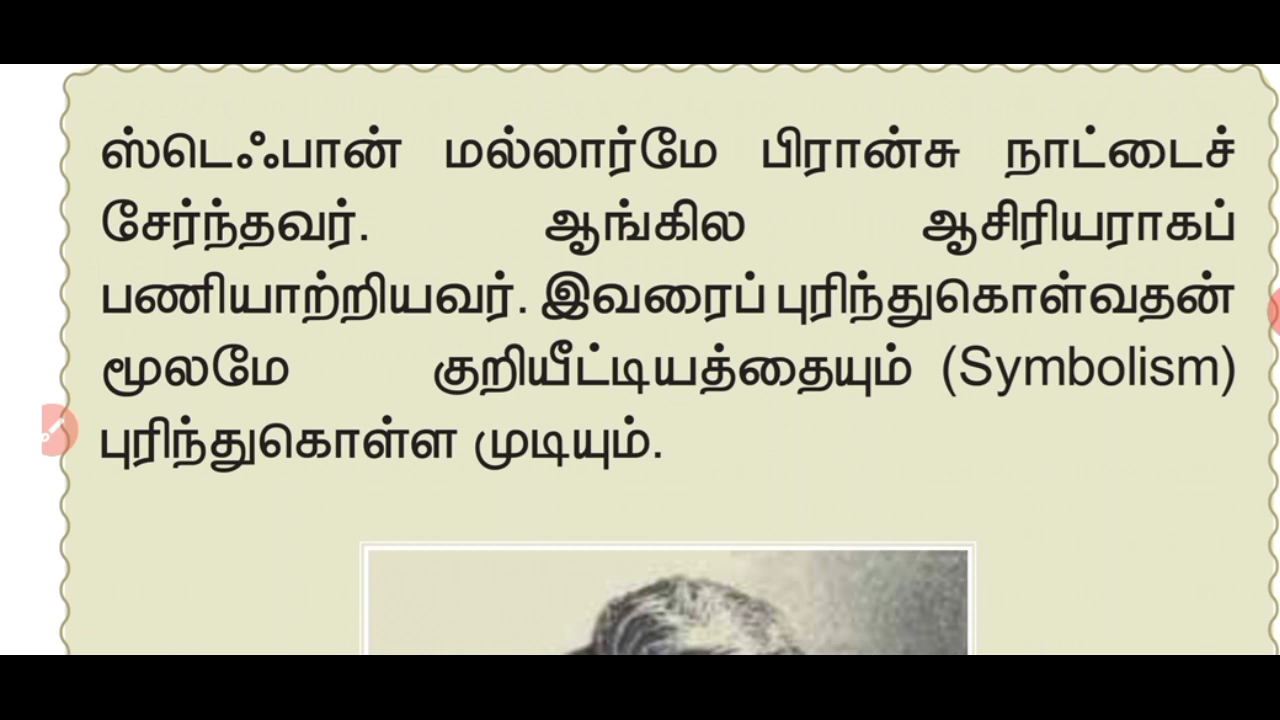 ஸ்டெஃபான் மல்லார்மே பிரான்சு நாட்டைச்
சேர்ந்தவர். ஆங்கில ஆசிரியராகப்
பணியாற்றியவர். இவரைப் புரிந்துகொள்வதன்
மூலமே குறியீட்டியத்தையும் (Symbolism)
புரிந்துகொள்ள முடியும்.